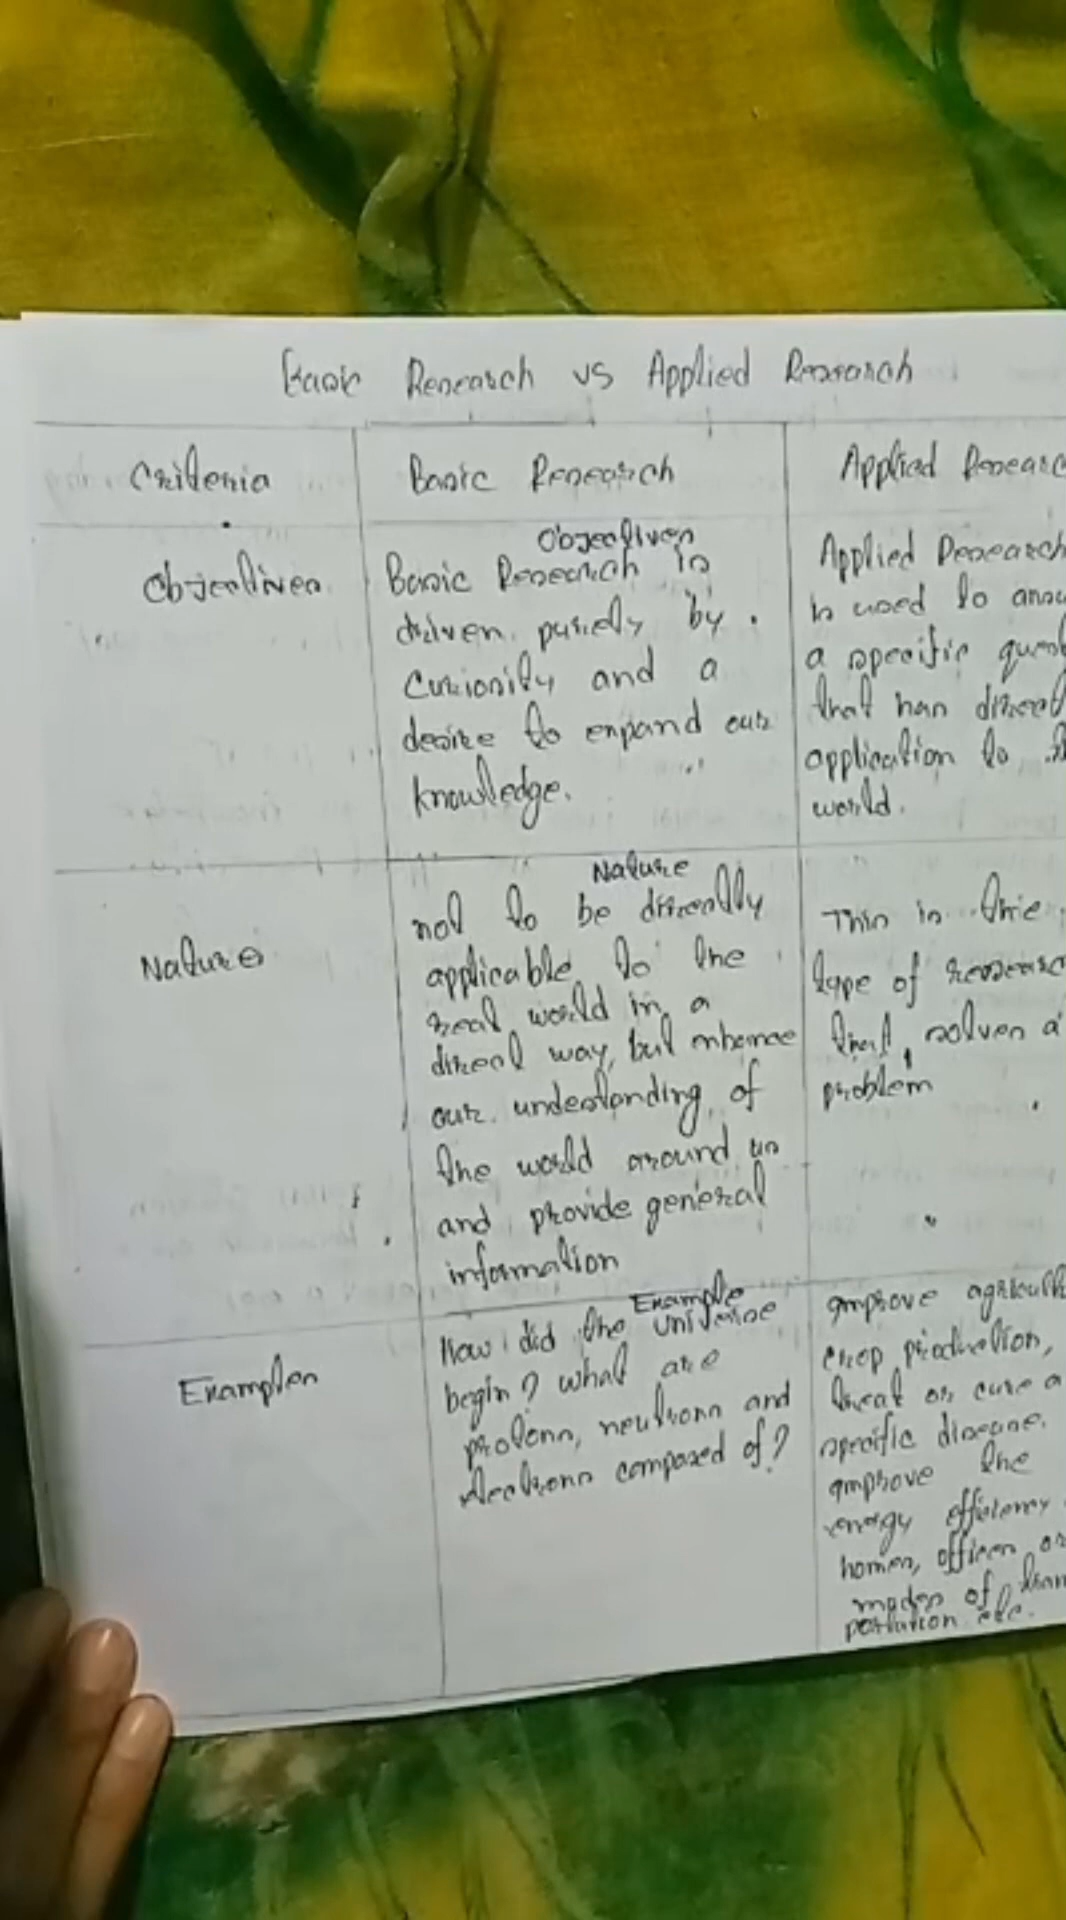 Basic Research vs Applied Research
Criteria
Basic Research
Applied Researc
Objectives
Objectives
Basic Research is
driven purely by
curiosity and a
desire to expand our
knowledge.
Applied Research
is used to answ
a specific quest
that has direct
application to
world.
Nature
Nature
not to be directly
applicable to the
real world in a
direct way, but enhance
our understanding of
the world around us
and provide general
information
This is the
type of researc
that solves a
problem
Examples
Example
How did the universe
begin? what are
protons, neutrons and
electrons composed of?
improve agricult
crop production,
treat or cure a
specific disease.
improve the
energy efficiency
homes, offices, or
modes of tran
portation etc.